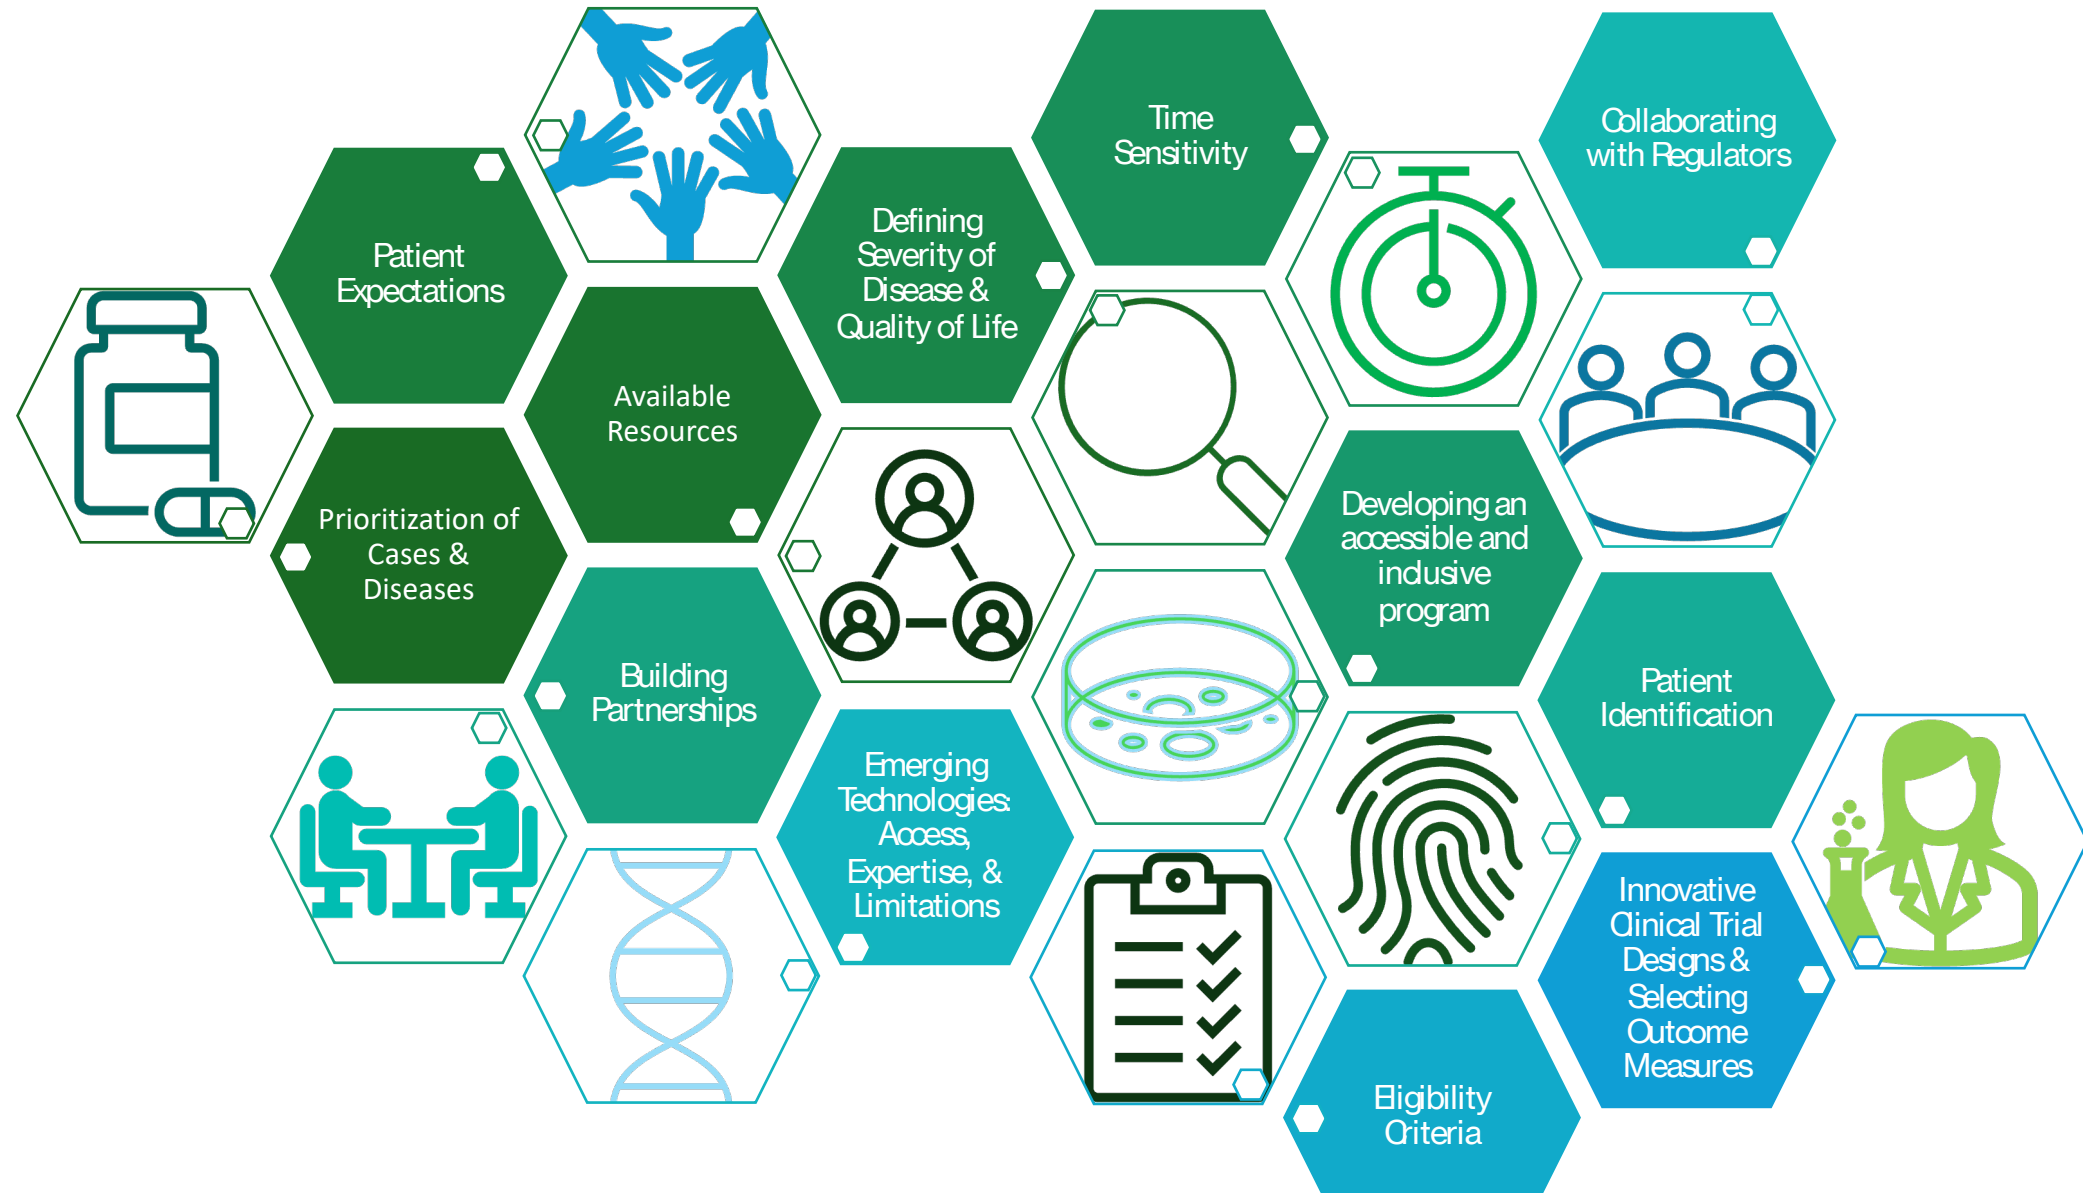 Time
Sensitivity
Collaborating
with Regulators
Patient
Expectations
Defining
Severity of
Disease &
Quality of Life
Available
Resources
Prioritization of
Cases &
Diseases
Developing an
accessible and
inclusive
program
Building
Partnerships
Patient
Identification
Emerging
Technologies:
Access,
Expertise, &
Limitations
Innovative
Clinical Trial
Designs &
Selecting
Outcome
Measures
Eligibility
Criteria